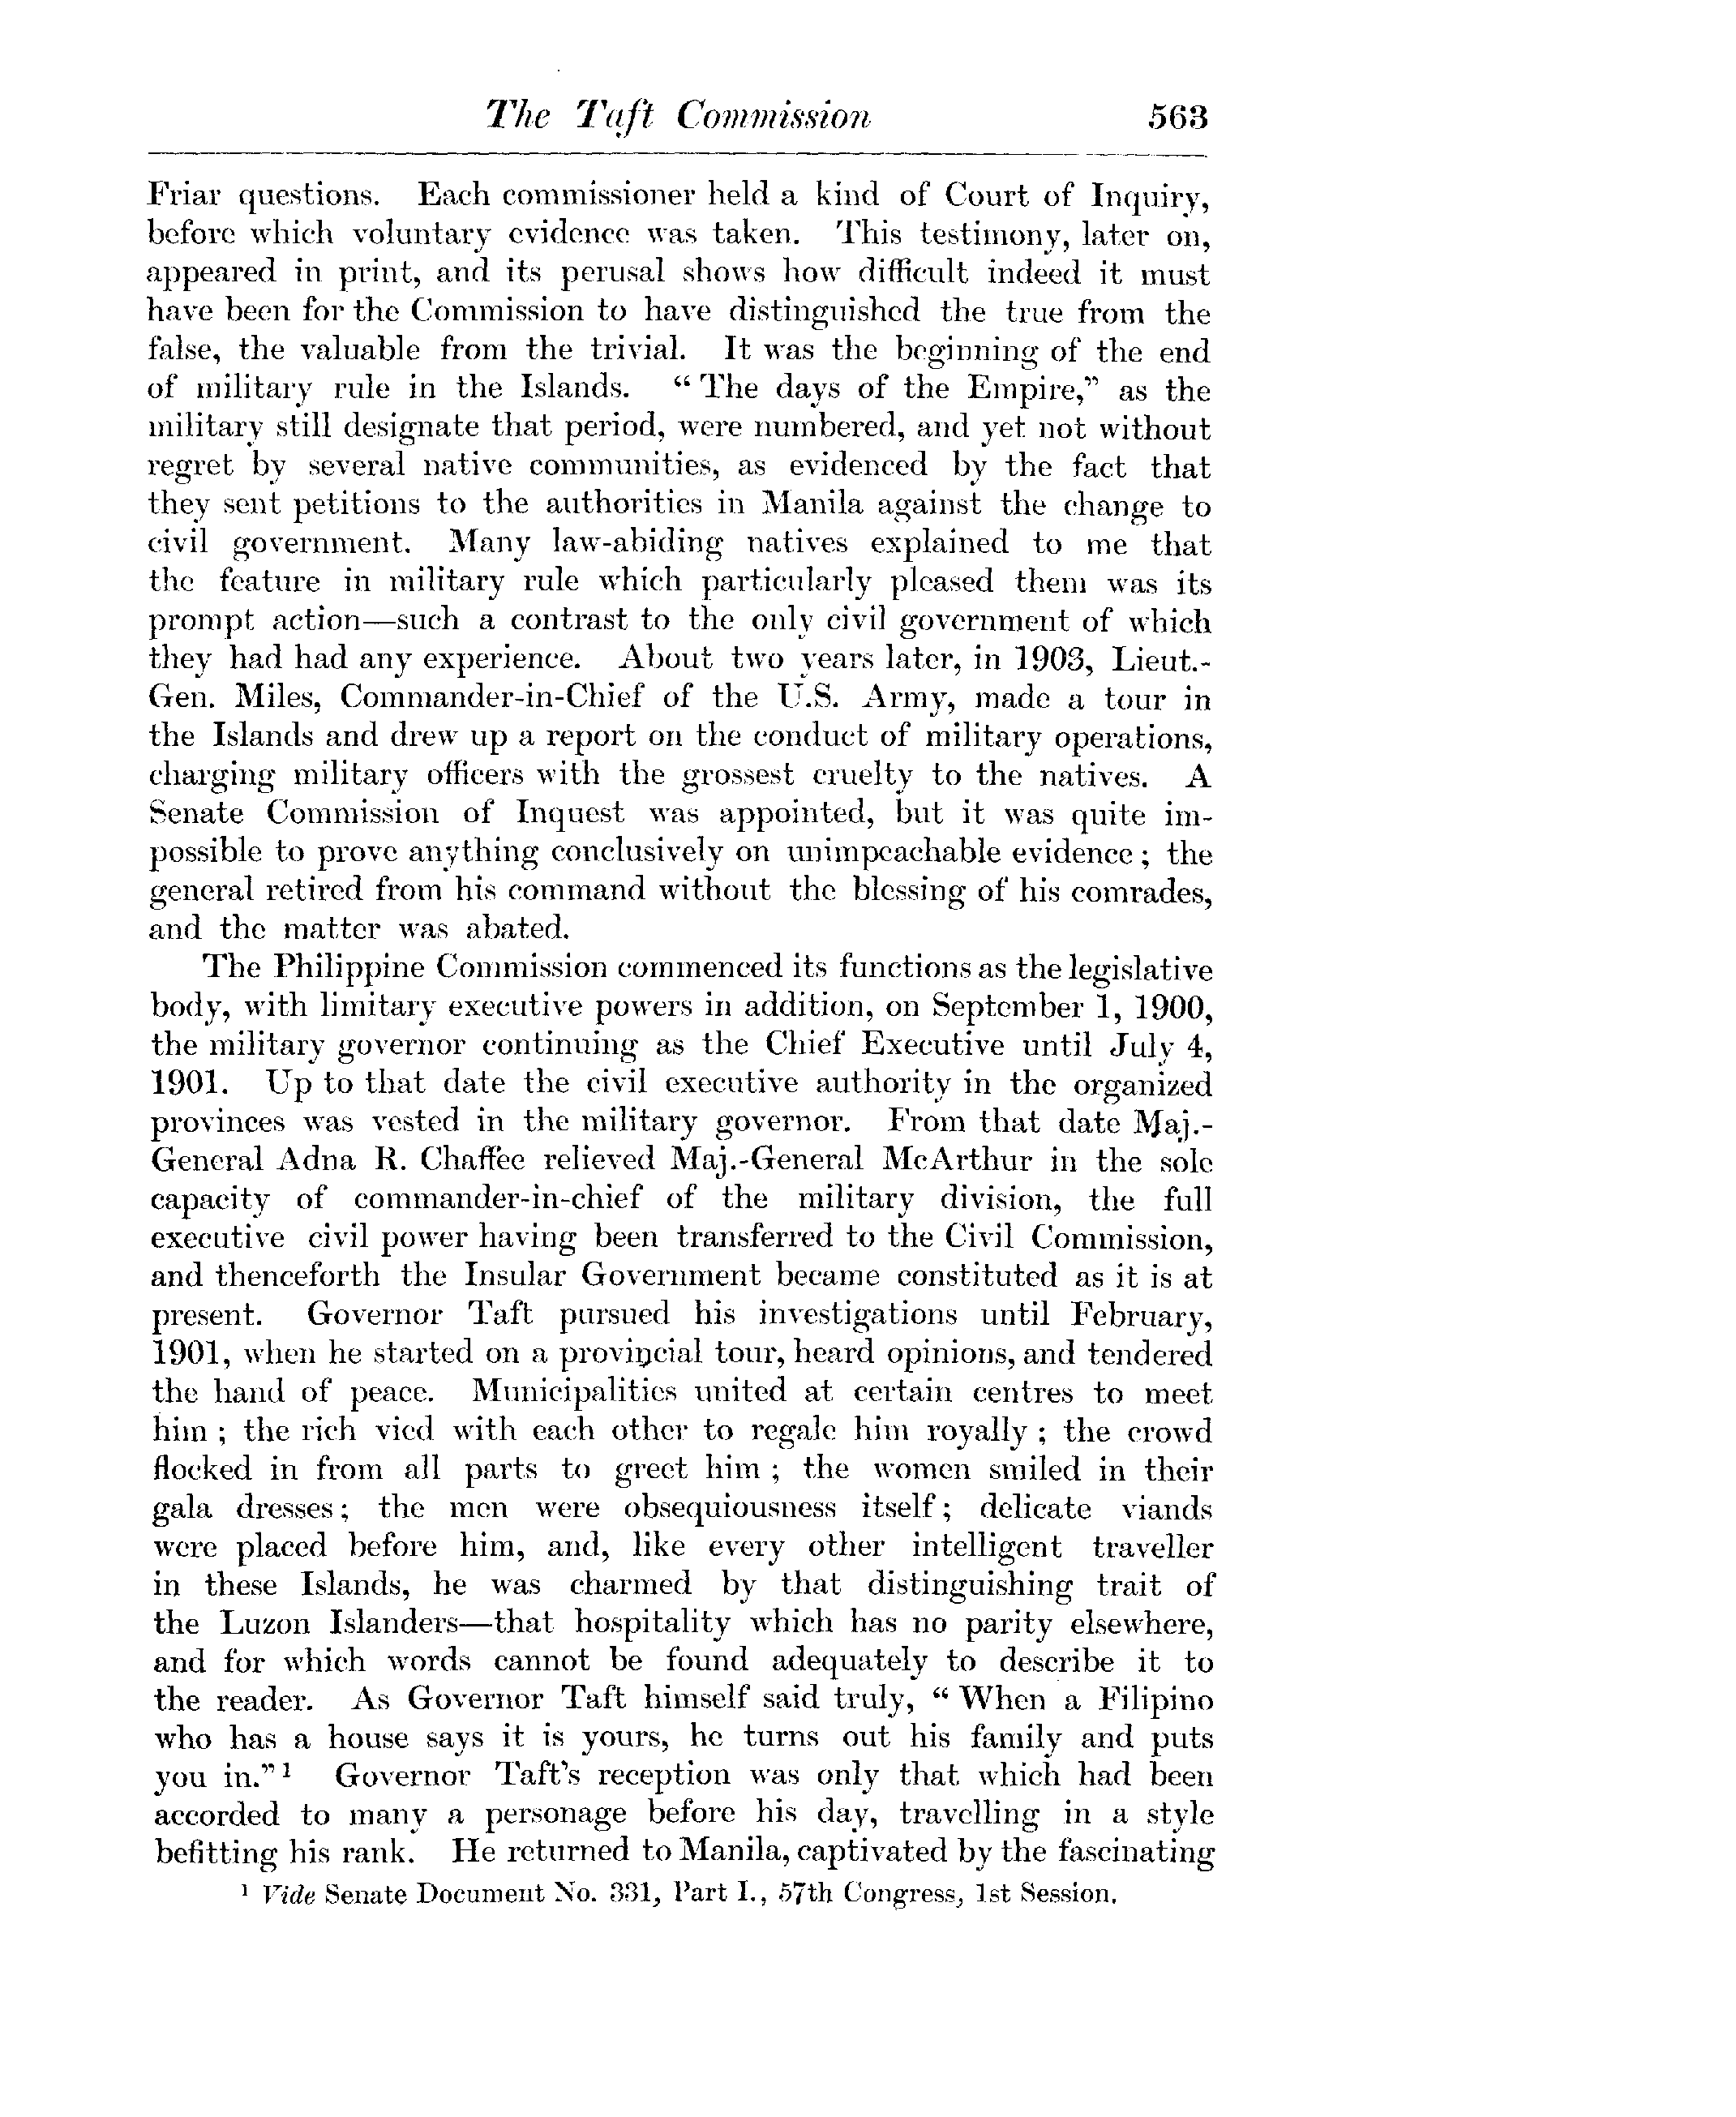 The Taft Commission 563
Friar questions. Each commissioner held a kind of Court of Inquiry,
before which voluntary evidence was taken. This testimony, later on,
appeared in print, and its perusal shows how difficult indeed it must
have been for the Commission to have distinguished the true from the
false, the valuable from the trivial. It was the beginning of the end
of military rule in the Islands. “ The days of the Empire,” as the
military still designate that period, were numbered, and yet not without
regret by several native communities, as evidenced by the fact that
they sent petitions to the authorities in Manila against the change to
civil government. Many law-abiding natives explained to me that
the feature in military rule which particularly pleased them was its
prompt action—such a contrast to the only civil government of which
they had had any experience. About two years later, in 1903, Lieut.-
Gen. Miles, Commander-in-Chief of the U.S. Army, made a tour in
the Islands and drew up a report on the conduct of military operations,
charging military officers with the grossest cruelty to the natives. A
Senate Commission of Inquest was appointed, but it was quite im-
possible to prove anything conclusively on unimpeachable evidence ; the
general retired from his command without the blessing of his comrades,
and the matter was abated.
The Philippine Commission commenced its functions as the legislative
body, with limitary executive powers in addition, on September 1, 1900,
the military governor continuing as the Chief Executive until July 4,
1901. Up to that date the civil executive authority in the organized
provinces was vested in the military governor. From that date Maj.-
General Adna R. Chaffee relieved Maj.-General McArthur in the sole
capacity of commander-in-chief of the military division, the full
executive civil power having been transferred to the Civil Commission,
and thenceforth the Insular Government became constituted as it is at
present. Governor Taft pursued his investigations until February,
1901, when he started on a provincial tour, heard opinions, and tendered
the hand of peace. Municipalities united at certain centres to meet
him ; the rich vied with each other to regale him royally ; the crowd
flocked in from all parts to greet him ; the women smiled in their
gala dresses ; the men were obsequiousness itself ; delicate viands
were placed before him, and, like every other intelligent traveller
in these Islands, he was charmed by that distinguishing trait of
the Luzon Islanders—that hospitality which has no parity elsewhere,
and for which words cannot be found adequately to describe it to
the reader. As Governor Taft himself said truly, “ When a Filipino
who has a house says it is yours, he turns out his family and puts
you in.” ¹ Governor Taft's reception was only that which had been
accorded to many a personage before his day, travelling in a style
befitting his rank. He returned to Manila, captivated by the fascinating
¹ Vide Senate Document No. 331, Part I., 57th Congress, 1st Session.